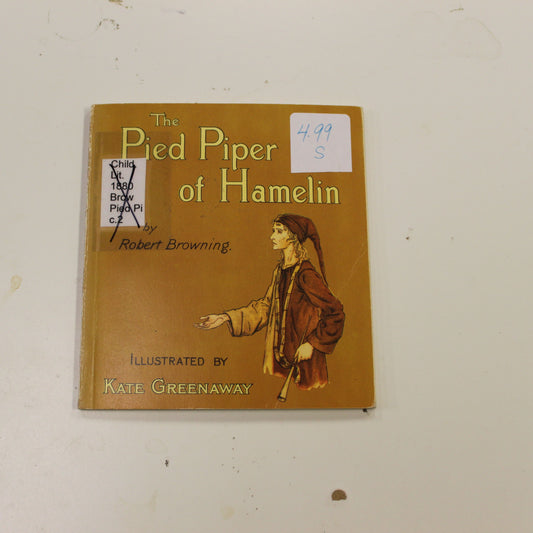 The
Pied Piper
of Hamelin
4.99
S
Child
Lit.
1880
Brow
Pied Pi
c.2
by
Robert Browning.
ILLUSTRATED BY
KATE GREENAWAY